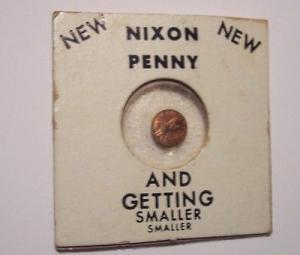 NEW NIXON NEW
PENNY
AND
GETTING
SMALLER
SMALLER